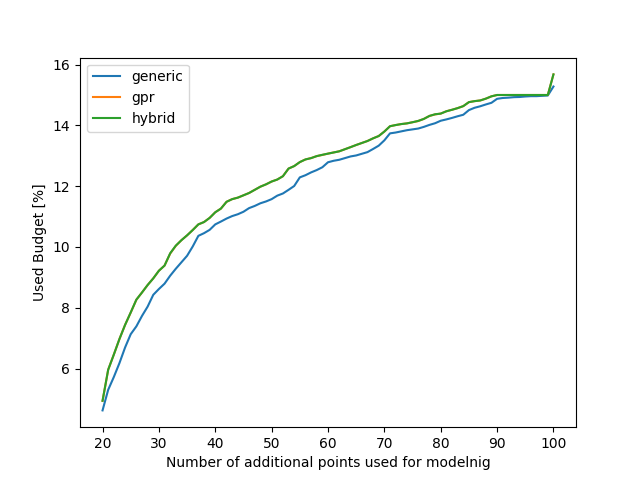 generic
gpr
hybrid
Used Budget [%]
16
14
12
10
8
6
20 30 40 50 60 70 80 90 100
Number of additional points used for modelnig